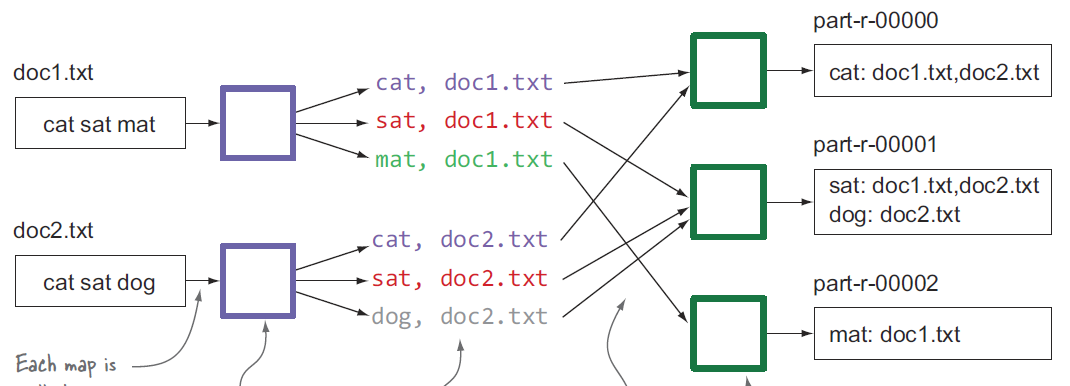 doc1.txt
cat sat mat
cat, doc1.txt
sat, doc1.txt
mat, doc1.txt
doc2.txt
cat sat dog
cat, doc2.txt
sat, doc2.txt
dog, doc2.txt
part-r-00000
cat: doc1.txt,doc2.txt
part-r-00001
sat: doc1.txt,doc2.txt
dog: doc2.txt
part-r-00002
mat: doc1.txt
Each map is